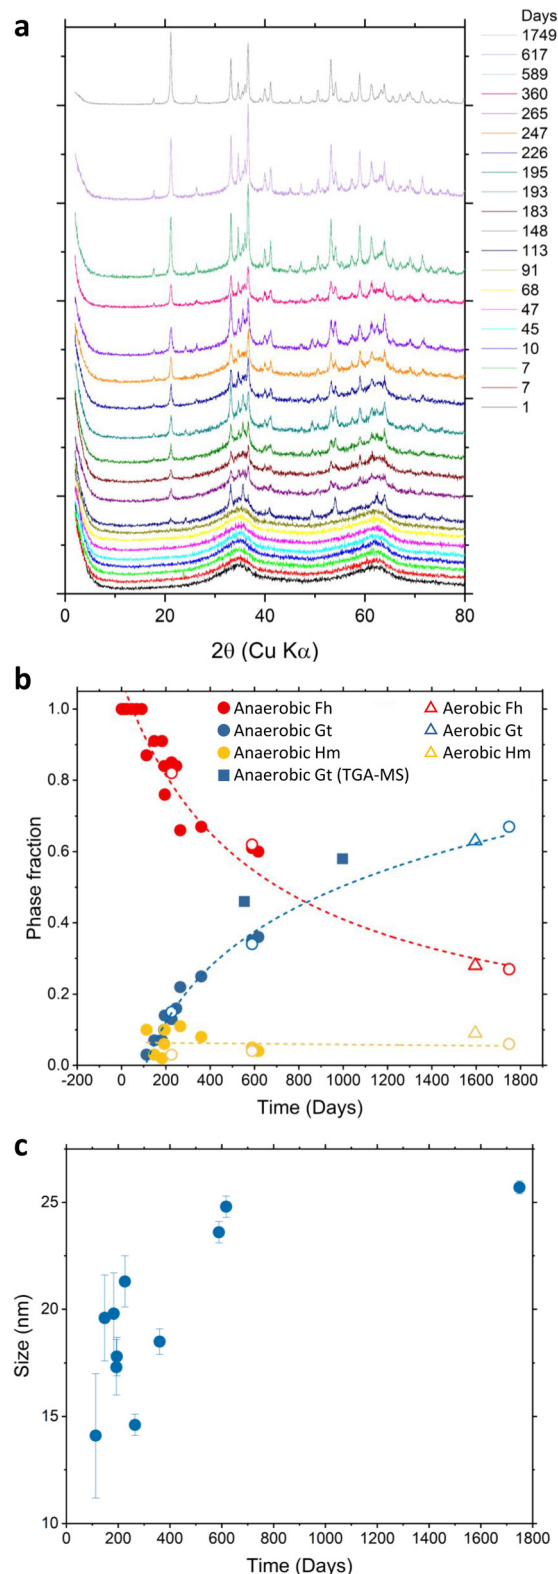 a
Days
1749
617
589
360
265
247
226
195
193
183
148
113
91
68
47
45
10
7
7
1
0 20 40 60 80
2θ (Cu Kα)
b
Anaerobic Fh Aerobic Fh
Anaerobic Gt Aerobic Gt
Anaerobic Hm Aerobic Hm
Anaerobic Gt (TGA-MS)
1.0
0.8
0.6
0.4
0.2
0.0
Phase fraction
-200 0 200 400 600 800 1000 1200 1400 1600 1800
Time (Days)
c
25
20
15
10
Size (nm)
0 200 400 600 800 1000 1200 1400 1600 1800
Time (Days)